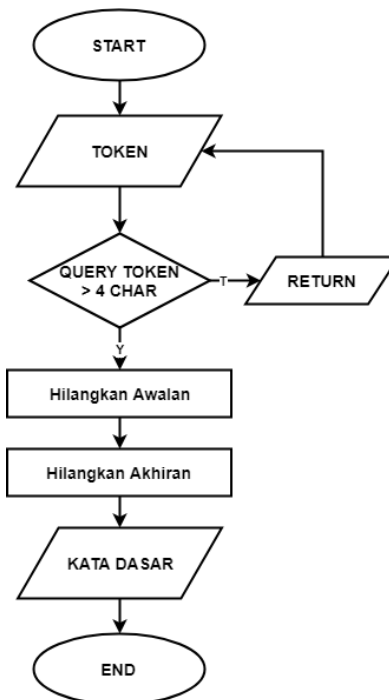 START
TOKEN
QUERY TOKEN
> 4 CHAR
T
RETURN
Y
Hilangkan Awalan
Hilangkan Akhiran
KATA DASAR
END